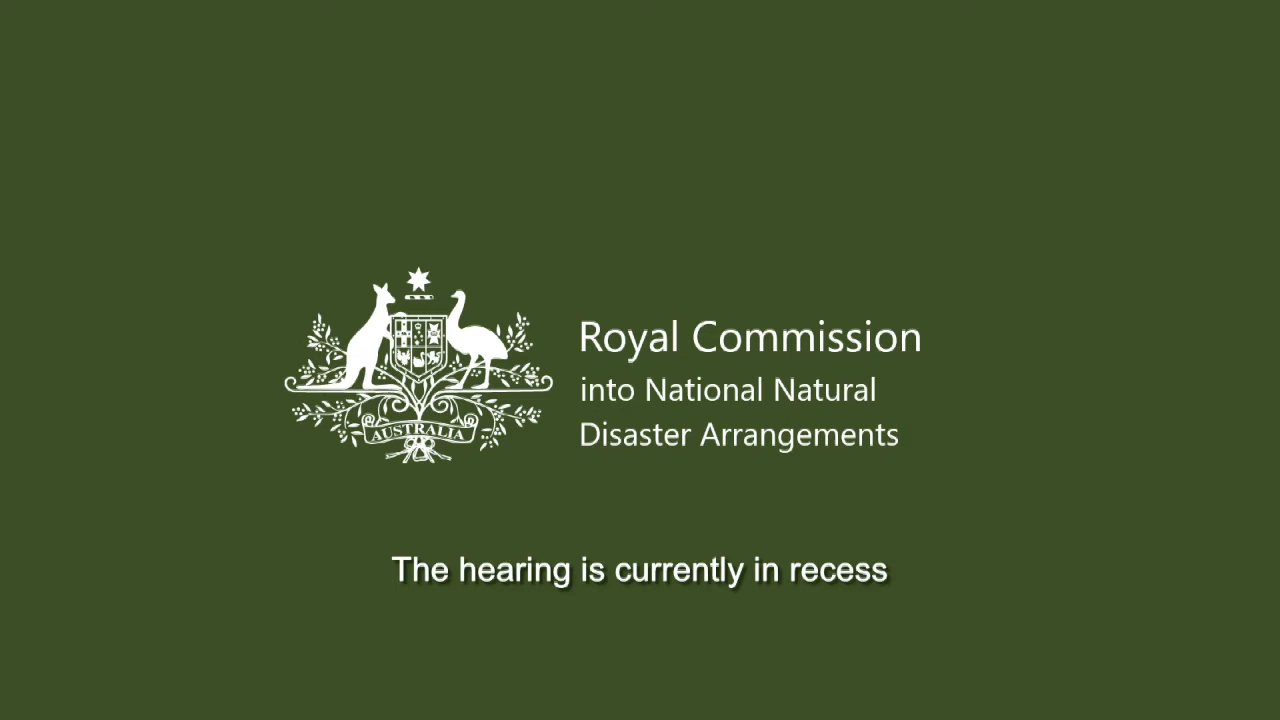 Royal Commission
into National Natural
Disaster Arrangements
AUSTRALIA
The hearing is currently in recess